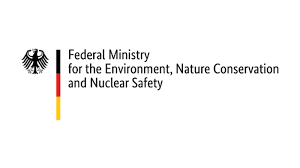 Federal Ministry
for the Environment, Nature Conservation
and Nuclear Safety